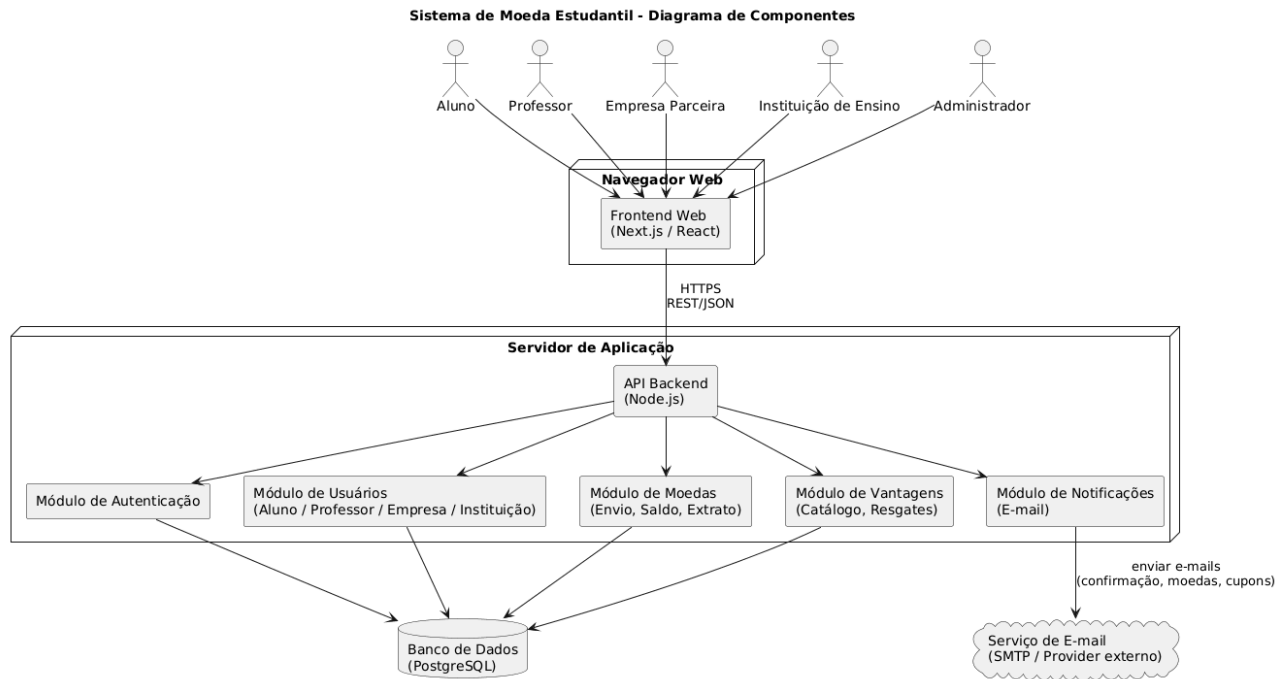 Sistema de Moeda Estudantil - Diagrama de Componentes
Aluno
Professor
Empresa Parceira
Instituição de Ensino
Administrador
Navegador Web
Frontend Web
(Next.js / React)
HTTPS
REST/JSON
Servidor de Aplicação
API Backend
(Node.js)
Módulo de Autenticação
Módulo de Usuários
(Aluno / Professor / Empresa / Instituição)
Módulo de Moedas
(Envio, Saldo, Extrato)
Módulo de Vantagens
(Catálogo, Resgates)
Módulo de Notificações
(E-mail)
enviar e-mails
(confirmação, moedas, cupons)
Banco de Dados
(PostgreSQL)
Serviço de E-mail
(SMTP / Provider externo)